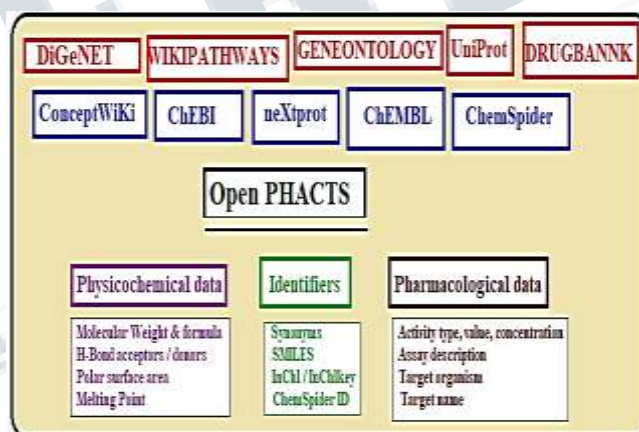 DiGeNET WIKIPATHWAYS GENEONTOLOGY UniProt DRUGBANNK
ConceptWiKi ChEBI neXtprot ChEMBL ChemSpider
Open PHACTS
Physicochemical data Identifiers Pharmacological data
Molecular Weight & formula
H-Bond acceptors / donors
Polar surface area
Melting Point
Synonyms
SMILES
InChI / InChIkey
ChemSpider ID
Activity type, value, concentration
Assay description
Target organism
Target name